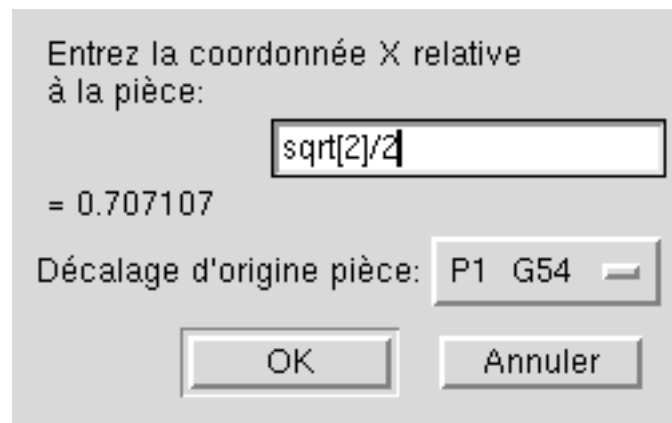 Entrez la coordonnée X relative
à la pièce:
sqrt[2]/2
= 0.707107
Décalage d'origine pièce: P1 G54
OK Annuler